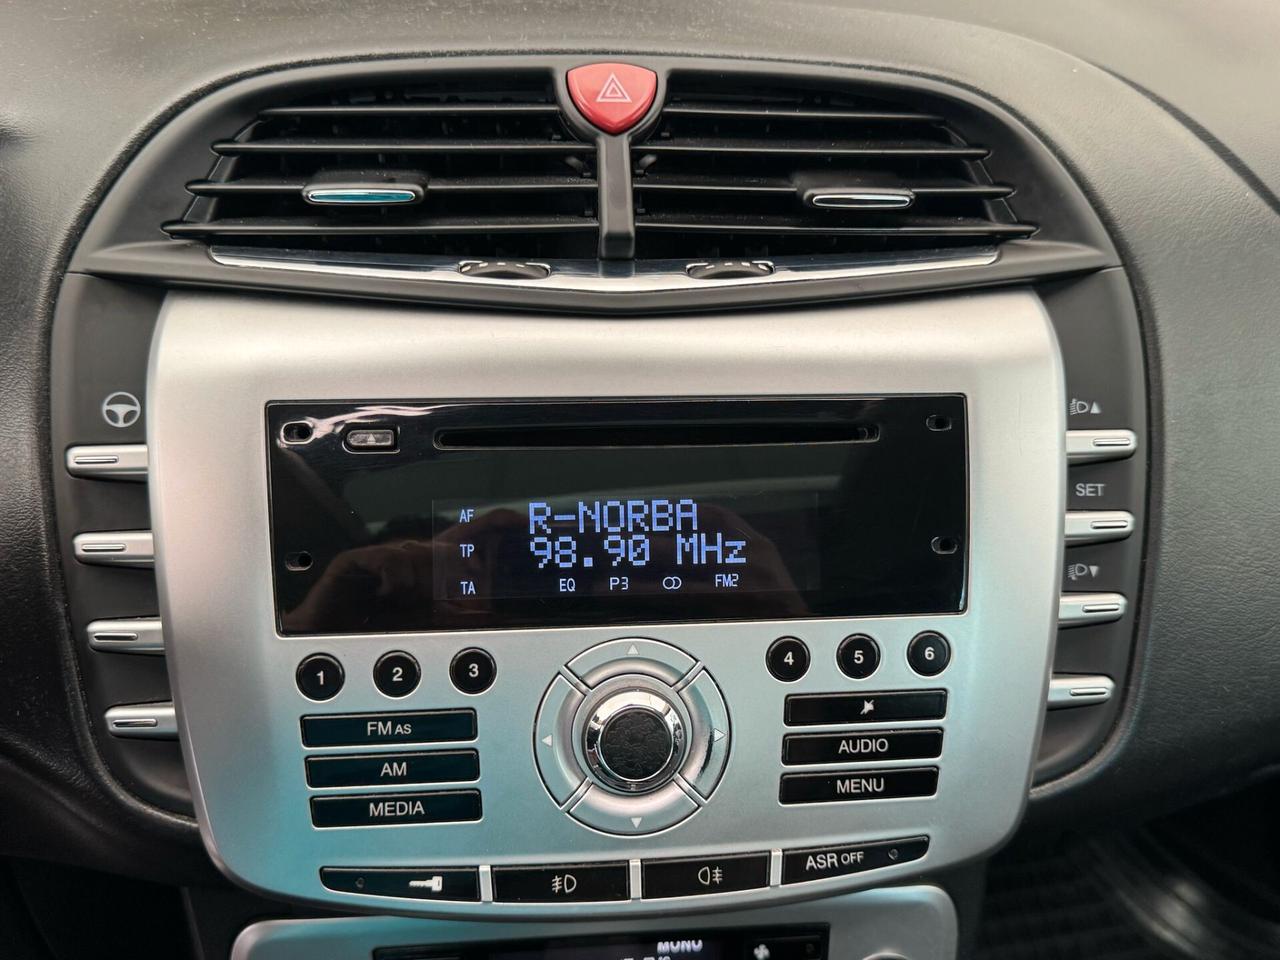 SET
AF
R-NORBA
TP
98.90 MHz
TA
EQ P3 FM2
1 2 3 4 5 6
FM AS
AM
MEDIA
AUDIO
MENU
ASR OFF
MONO